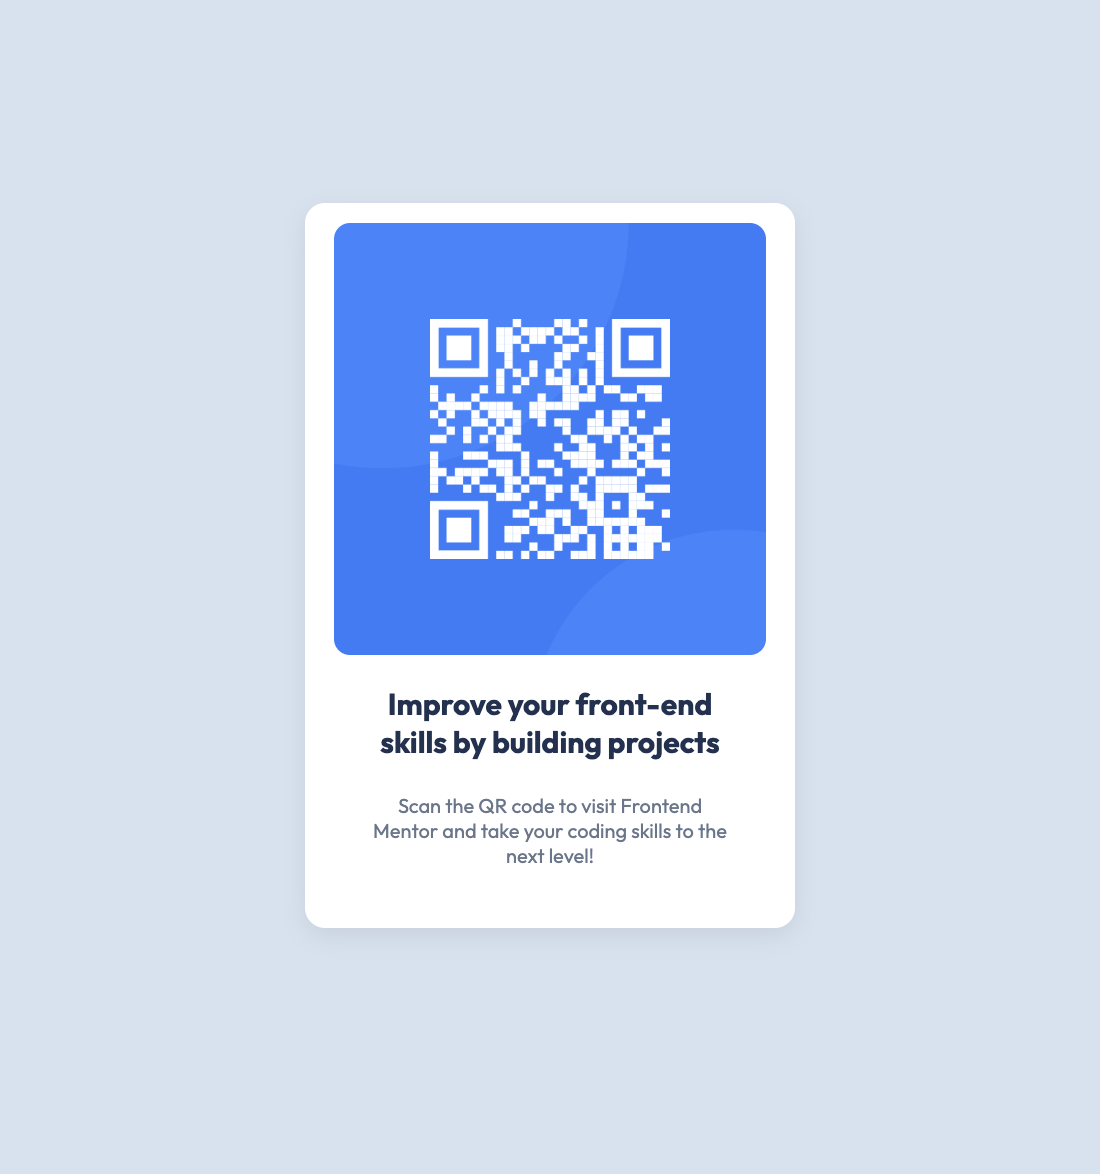 Improve your front-end
skills by building projects
Scan the QR code to visit Frontend
Mentor and take your coding skills to the
next level!